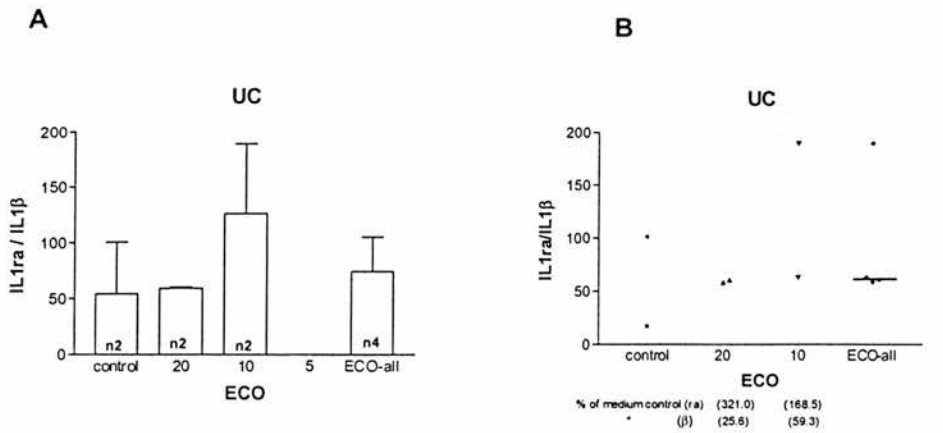 A
UC
IL1ra / IL1β
200
150
100
50
0
n2
n2
n2
n4
control 20 10 5 ECO-all
ECO
B
UC
IL1ra/IL1β
200
150
100
50
0
control 20 10 ECO-all
ECO
% of medium control (ra) (321.0) (168.5)
" (β) (25.6) (59.3)